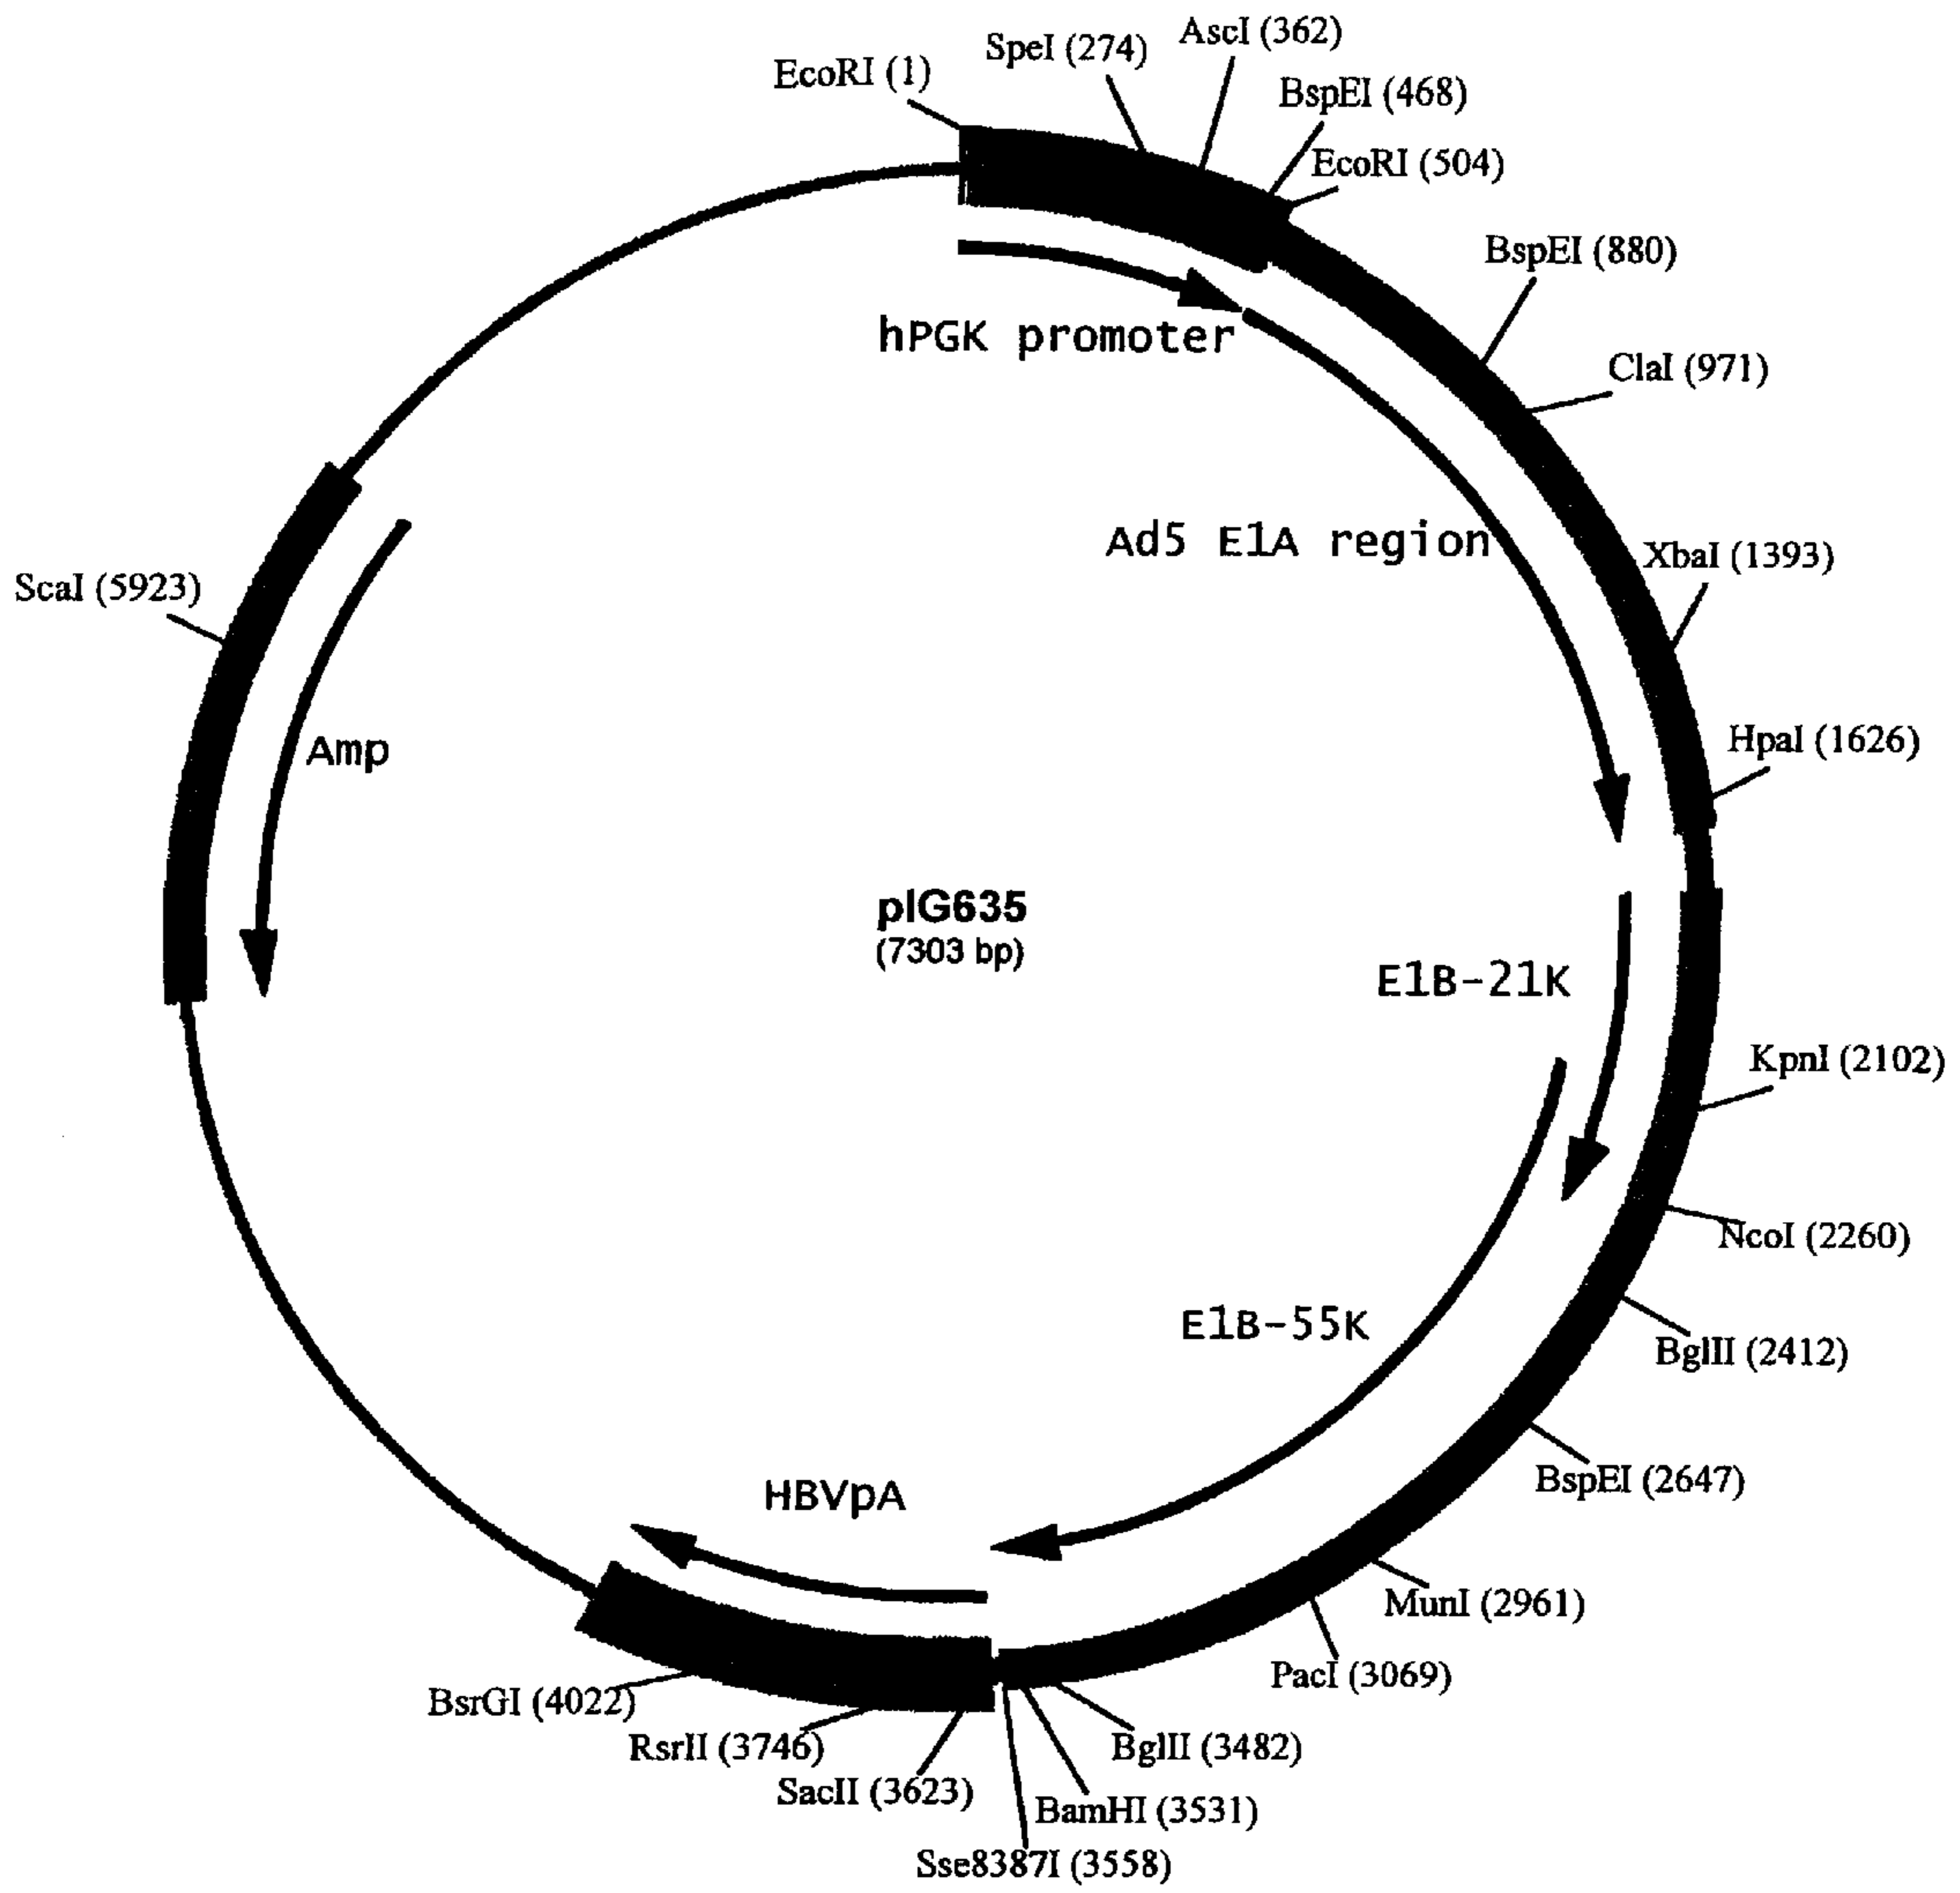 EcoRI (1)
SpeI (274)
AscI (362)
BspEI (468)
EcoRI (504)
BspEI (880)
ClaI (971)
XbaI (1393)
HpaI (1626)
KpnI (2102)
NcoI (2260)
BglII (2412)
BspEI (2647)
MunI (2961)
PacI (3069)
BglII (3482)
BamHI (3531)
Sse8387I (3558)
SacII (3623)
RsrII (3746)
BsrGI (4022)
ScaI (5923)
hPGK promoter
Ad5 E1A region
E1B-21K
E1B-55K
HBVpA
Amp
pIG635
(7303 bp)